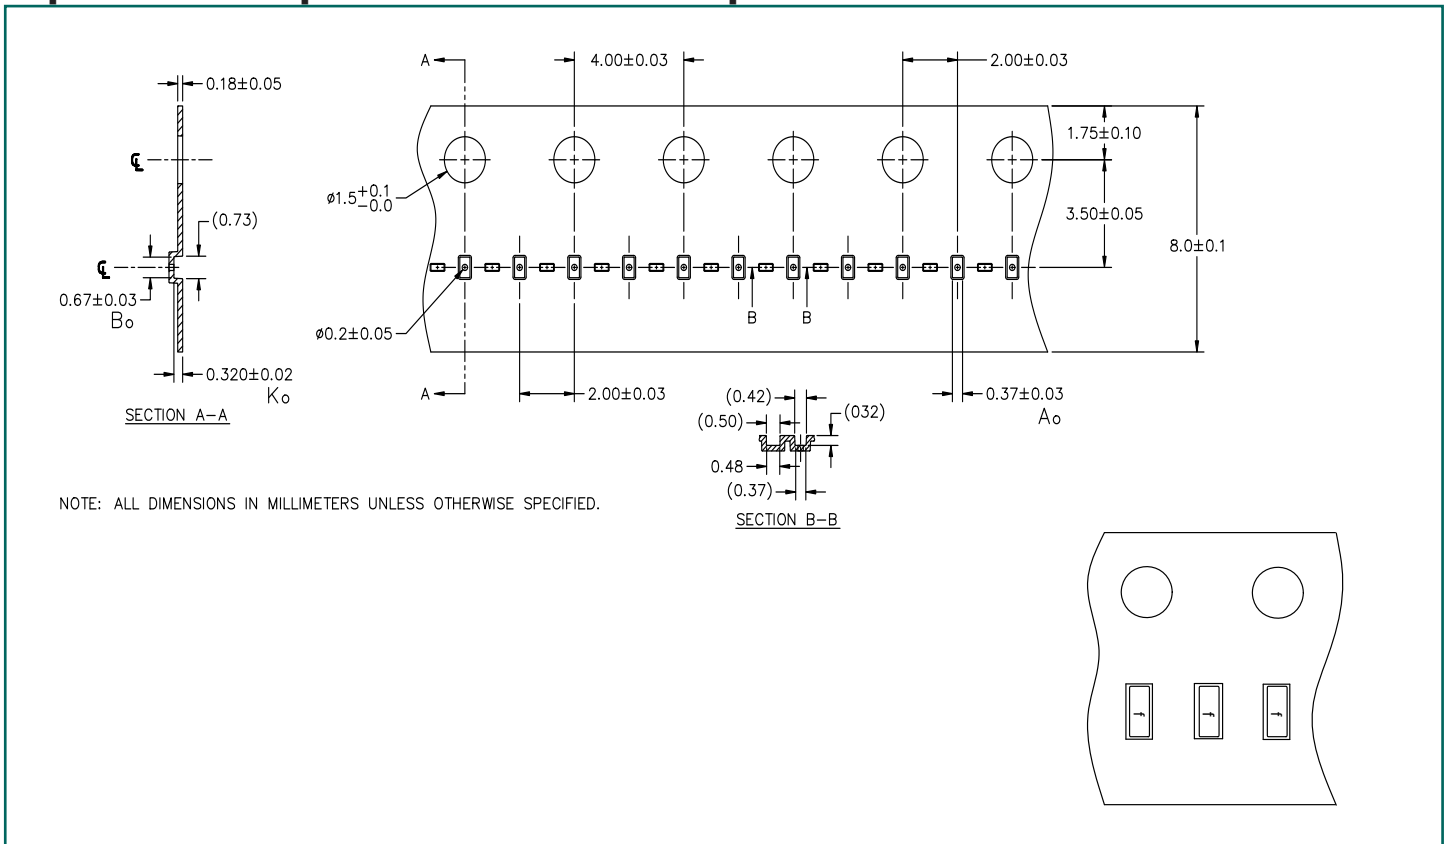 A
4.00±0.03
2.00±0.03
0.18±0.05
1.75±0.10
ø1.5+0.1
-0.0
(0.73)
3.50±0.05
8.0±0.1
0.67±0.03
Bo
ø0.2±0.05
B
B
0.320±0.02
Ko
A
2.00±0.03
(0.42)
0.37±0.03
Ao
(0.50)
(032)
SECTION A-A
0.48
(0.37)
NOTE: ALL DIMENSIONS IN MILLIMETERS UNLESS OTHERWISE SPECIFIED.
SECTION B-B
f
f
f